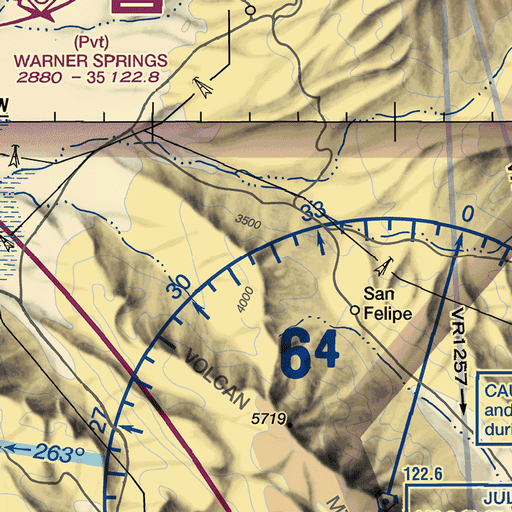 (Pvt)
WARNER SPRINGS
2880 - 35 122.8
W
3500
33
0
30
4000
San
Felipe
64
VR1257
VOLCAN
5719
27
263°
CAU
and
duri
122.6
JUL